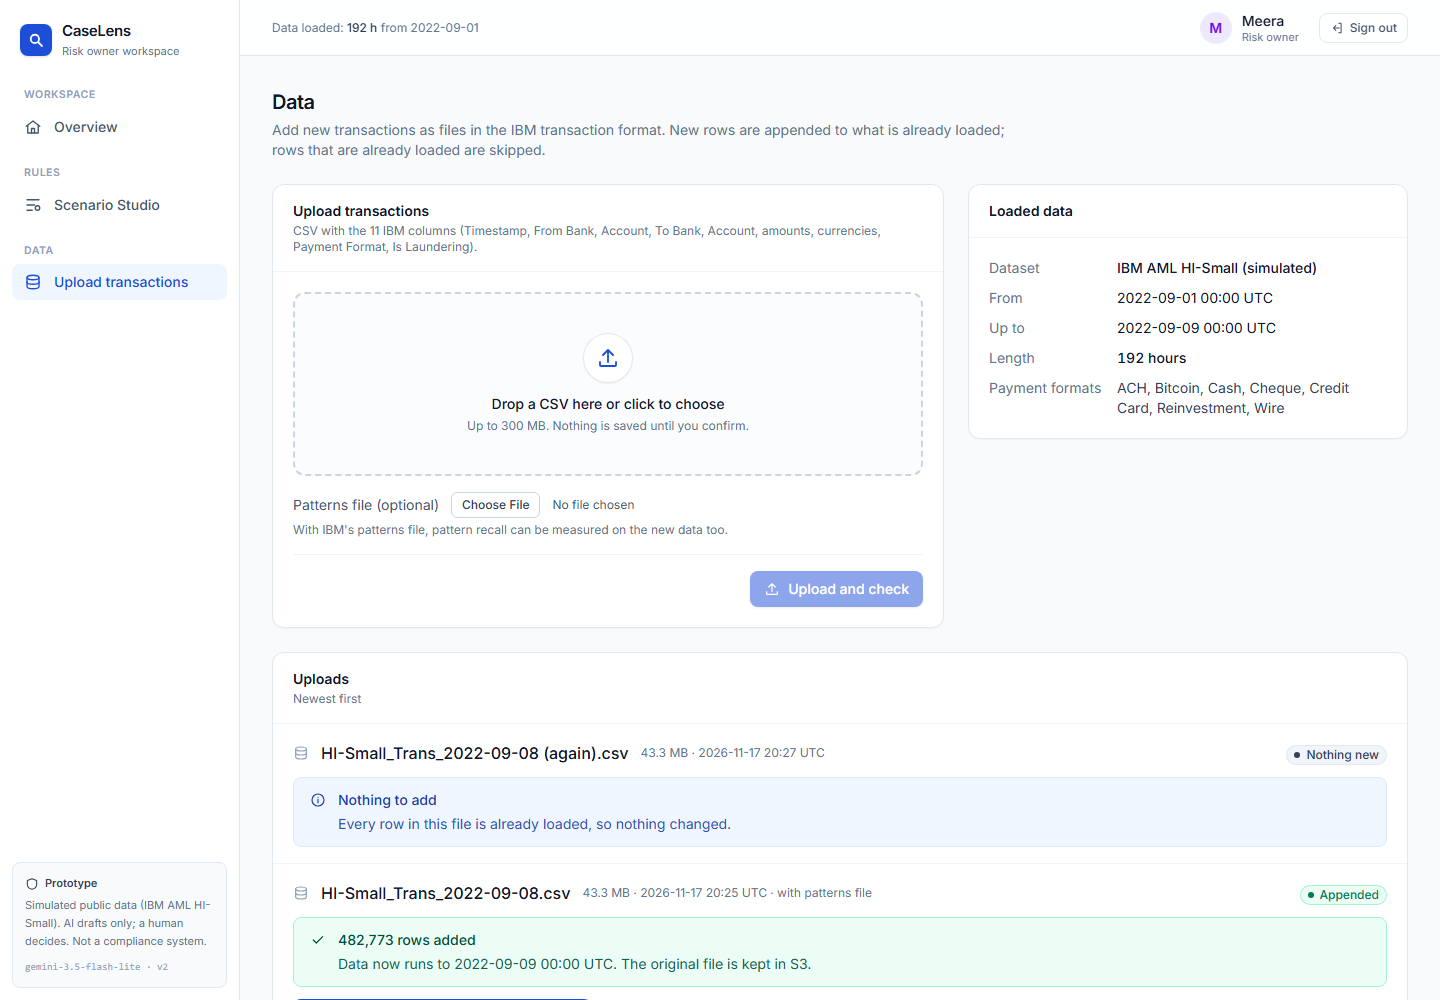 CaseLens
Risk owner workspace
WORKSPACE
Overview
RULES
Scenario Studio
DATA
Upload transactions
Prototype
Simulated public data (IBM AML HI-
Small). AI drafts only; a human
decides. Not a compliance system.
gemini-3.5-flash-lite · v2
Data loaded: 192 h from 2022-09-01
M
Meera
Risk owner
Sign out
Data
Add new transactions as files in the IBM transaction format. New rows are appended to what is already loaded;
rows that are already loaded are skipped.
Upload transactions
CSV with the 11 IBM columns (Timestamp, From Bank, Account, To Bank, Account, amounts, currencies,
Payment Format, Is Laundering).
Drop a CSV here or click to choose
Up to 300 MB. Nothing is saved until you confirm.
Patterns file (optional) Choose File No file chosen
With IBM's patterns file, pattern recall can be measured on the new data too.
Upload and check
Loaded data
Dataset IBM AML HI-Small (simulated)
From 2022-09-01 00:00 UTC
Up to 2022-09-09 00:00 UTC
Length 192 hours
Payment formats ACH, Bitcoin, Cash, Cheque, Credit
Card, Reinvestment, Wire
Uploads
Newest first
HI-Small_Trans_2022-09-08 (again).csv 43.3 MB · 2026-11-17 20:27 UTC Nothing new
Nothing to add
Every row in this file is already loaded, so nothing changed.
HI-Small_Trans_2022-09-08.csv 43.3 MB · 2026-11-17 20:25 UTC · with patterns file Appended
482,773 rows added
Data now runs to 2022-09-09 00:00 UTC. The original file is kept in S3.